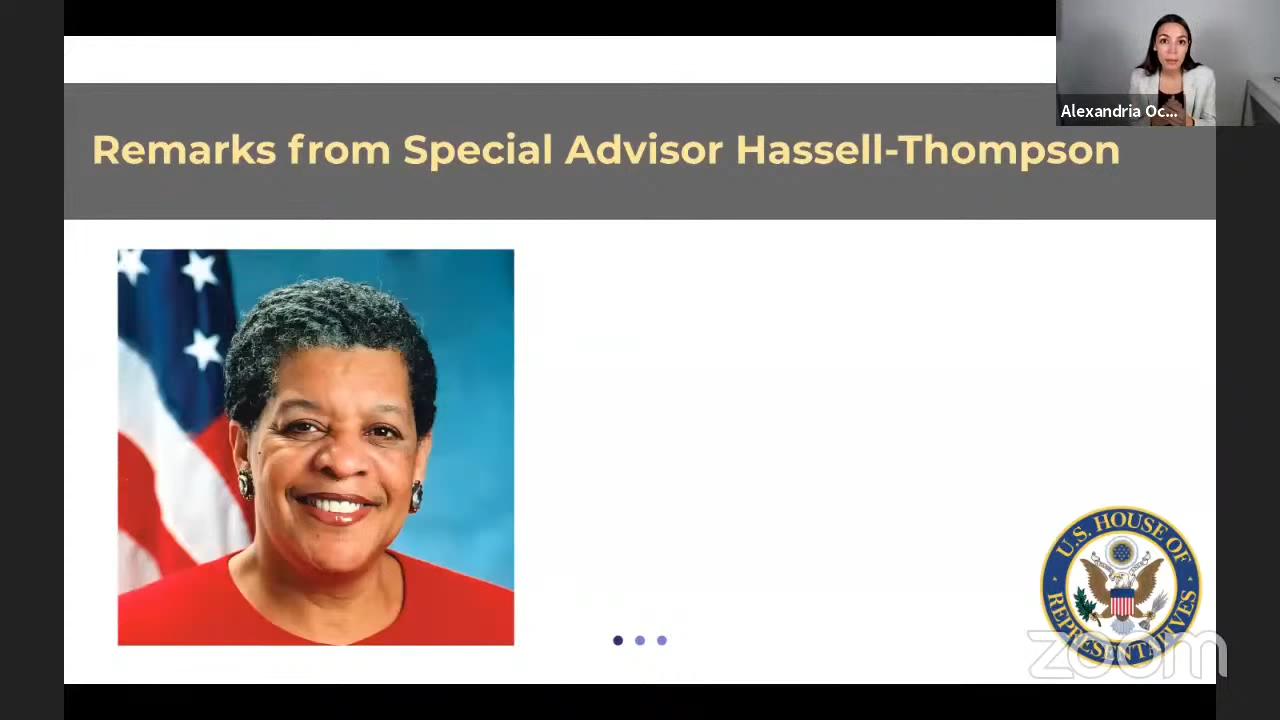 Alexandria Oc...
Remarks from Special Advisor Hassell-Thompson
U.S. HOUSE OF
REPRESENTATIVES
zoom